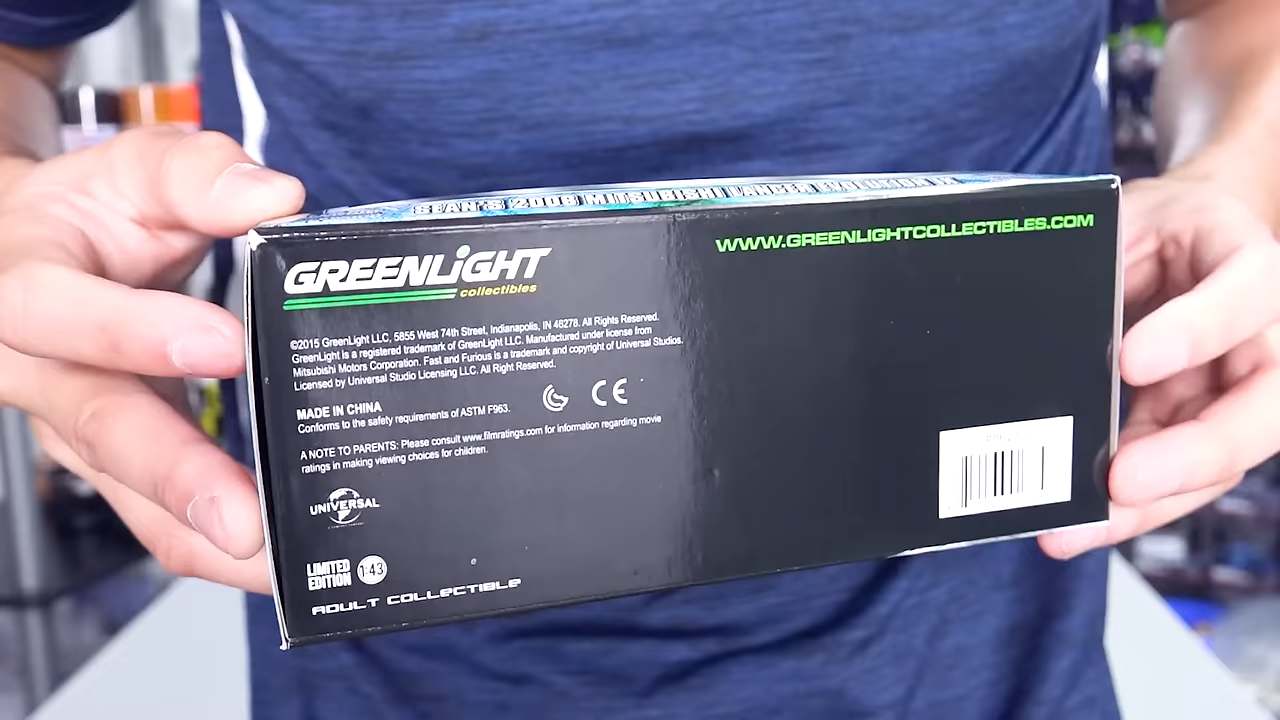 SEAN'S 2006 MITSUBISHI LANCER EVOLUTION IX
GREENLIGHT
collectibles
WWW.GREENLIGHTCOLLECTIBLES.COM
©2015 GreenLight LLC, 5855 West 74th Street, Indianapolis, IN 46278. All Rights Reserved.
GreenLight is a registered trademark of GreenLight LLC. Manufactured under license from
Mitsubishi Motors Corporation. Fast and Furious is a trademark and copyright of Universal Studios.
Licensed by Universal Studio Licensing LLC. All Right Reserved.
MADE IN CHINA
Conforms to the safety requirements of ASTM F963.
CE
A NOTE TO PARENTS: Please consult www.filmratings.com for information regarding movie
ratings in making viewing choices for children.
UNIVERSAL
LIMITED
EDITION
1:43
ADULT COLLECTIBLE